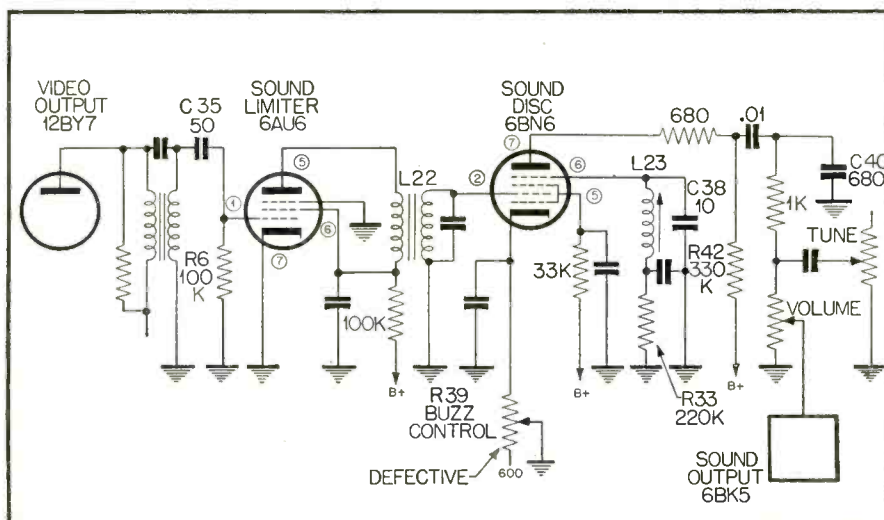 VIDEO
OUTPUT
12BY7
C 35
50
SOUND
LIMITER
6AU6
SOUND
DISC
6BN6
680
.01
C40
680
1K
TUNE
VOLUME
L22
L23
C38
10
R42
330
K
R6
100
K
33K
100K
1
5
6
7
2
7
6
5
B+
R39
BUZZ
CONTROL
DEFECTIVE
600
B+
R33
220K
B+
SOUND
OUTPUT
6BK5